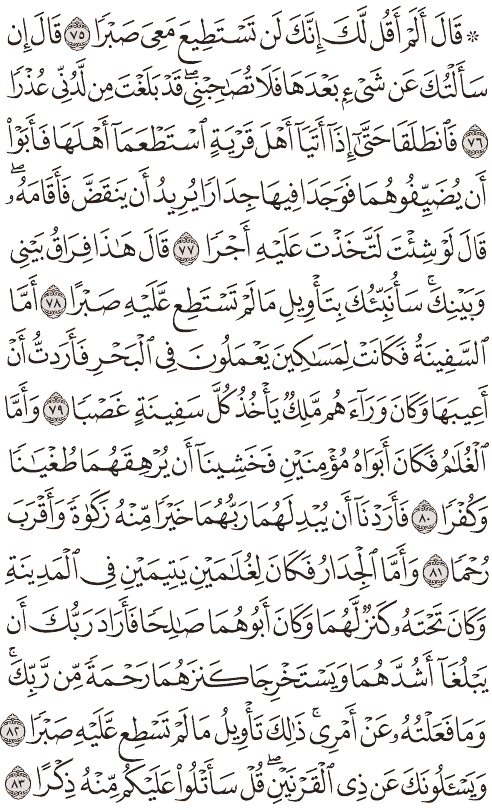 ۞ قَالَ أَلَمْ أَقُل لَّكَ إِنَّكَ لَن تَسْتَطِيعَ مَعِىَ صَبْرًا ٧٥ قَالَ إِن
سَأَلْتُكَ عَن شَىْءٍۭ بَعْدَهَا فَلَا تُصَـٰحِبْنِى ۖ قَدْ بَلَغْتَ مِن لَّدُنِّى عُذْرًا
٧٦ فَٱنطَلَقَا حَتَّىٰٓ إِذَآ أَتَيَآ أَهْلَ قَرْيَةٍ ٱسْتَطْعَمَآ أَهْلَهَا فَأَبَوْا۟
أَن يُضَيِّفُوهُمَا فَوَجَدَا فِيهَا جِدَارًا يُرِيدُ أَن يَنقَضَّ فَأَقَامَهُۥ ۖ
قَالَ لَوْ شِئْتَ لَتَّخَذْتَ عَلَيْهِ أَجْرًا ٧٧ قَالَ هَـٰذَا فِرَاقُ بَيْنِى
وَبَيْنِكَ ۚ سَأُنَبِّئُكَ بِتَأْوِيلِ مَا لَمْ تَسْتَطِع عَّلَيْهِ صَبْرًا ٧٨ أَمَّا
ٱلسَّفِينَةُ فَكَانَتْ لِمَسَـٰكِينَ يَعْمَلُونَ فِى ٱلْبَحْرِ فَأَرَدتُّ أَنْ
أَعِيبَهَا وَكَانَ وَرَآءَهُم مَّلِكٌ يَأْخُذُ كُلَّ سَفِينَةٍ غَصْبًا ٧٩ وَأَمَّا
ٱلْغُلَـٰمُ فَكَانَ أَبَوَاهُ مُؤْمِنَيْنِ فَخَشِينَآ أَن يُرْهِقَهُمَا طُغْيَـٰنًا
وَكُفْرًا ٨٠ فَأَرَدْنَآ أَن يُبْدِلَهُمَا رَبُّهُمَا خَيْرًا مِّنْهُ زَكَوٰةً وَأَقْرَبَ
رُحْمًا ٨١ وَأَمَّا ٱلْجِدَارُ فَكَانَ لِغُلَـٰمَيْنِ يَتِيمَيْنِ فِى ٱلْمَدِينَةِ
وَكَانَ تَحْتَهُۥ كَنزٌ لَّهُمَا وَكَانَ أَبُوهُمَا صَـٰلِحًا فَأَرَادَ رَبُّكَ أَن
يَبْلُغَآ أَشُدَّهُمَا وَيَسْتَخْرِجَا كَنزَهُمَا رَحْمَةً مِّن رَّبِّكَ ۚ
وَمَا فَعَلْتُهُۥ عَنْ أَمْرِى ۚ ذَٰلِكَ تَأْوِيلُ مَا لَمْ تَسْطِع عَّلَيْهِ صَبْرًا ٨٢
وَيَسْـَٔلُونَكَ عَن ذِى ٱلْقَرْنَيْنِ ۖ قُلْ سَأَتْلُوا۟ عَلَيْكُم مِّنْهُ ذِكْرًا ٨٣